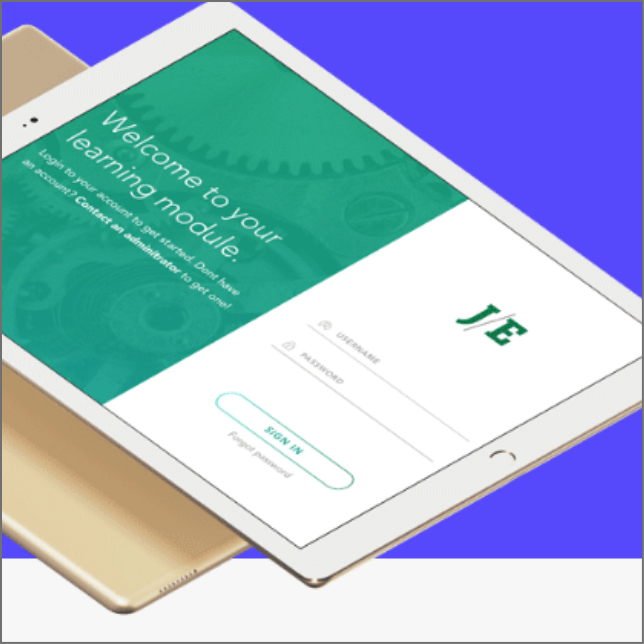 Welcome to your
learning module.
Login to your account to get started. Dont have
an account? Contact an adminitrator to get one!
J/E
USERNAME
PASSWORD
SIGN IN
Forgot password